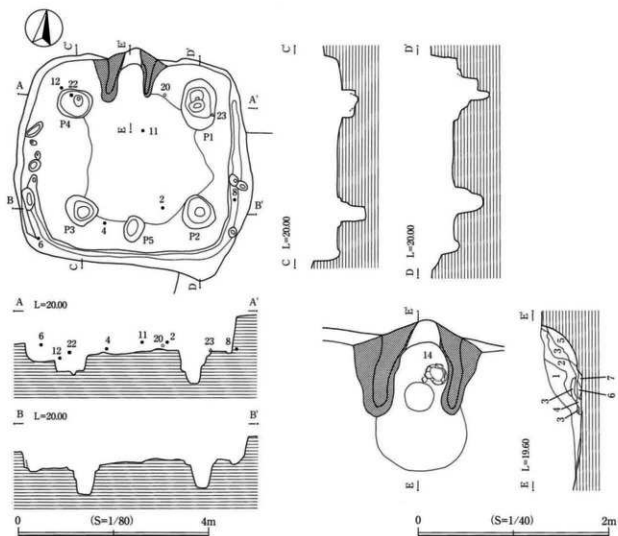 C' E' D'
A A'
12 22 20 23
P4 E 11 P1
B B'
2
P3 4 P5 P2
6
C D
C' D'
L=20.00 L=20.00
C D
A L=20.00 A'
6 12 22 4 11 20 2 23 8
B L=20.00 B'
0 (S=1/80) 4m
E' E'
14
5 3 2 1 7 6 3 4 3
L=19.60
E E
0 (S=1/40) 2m